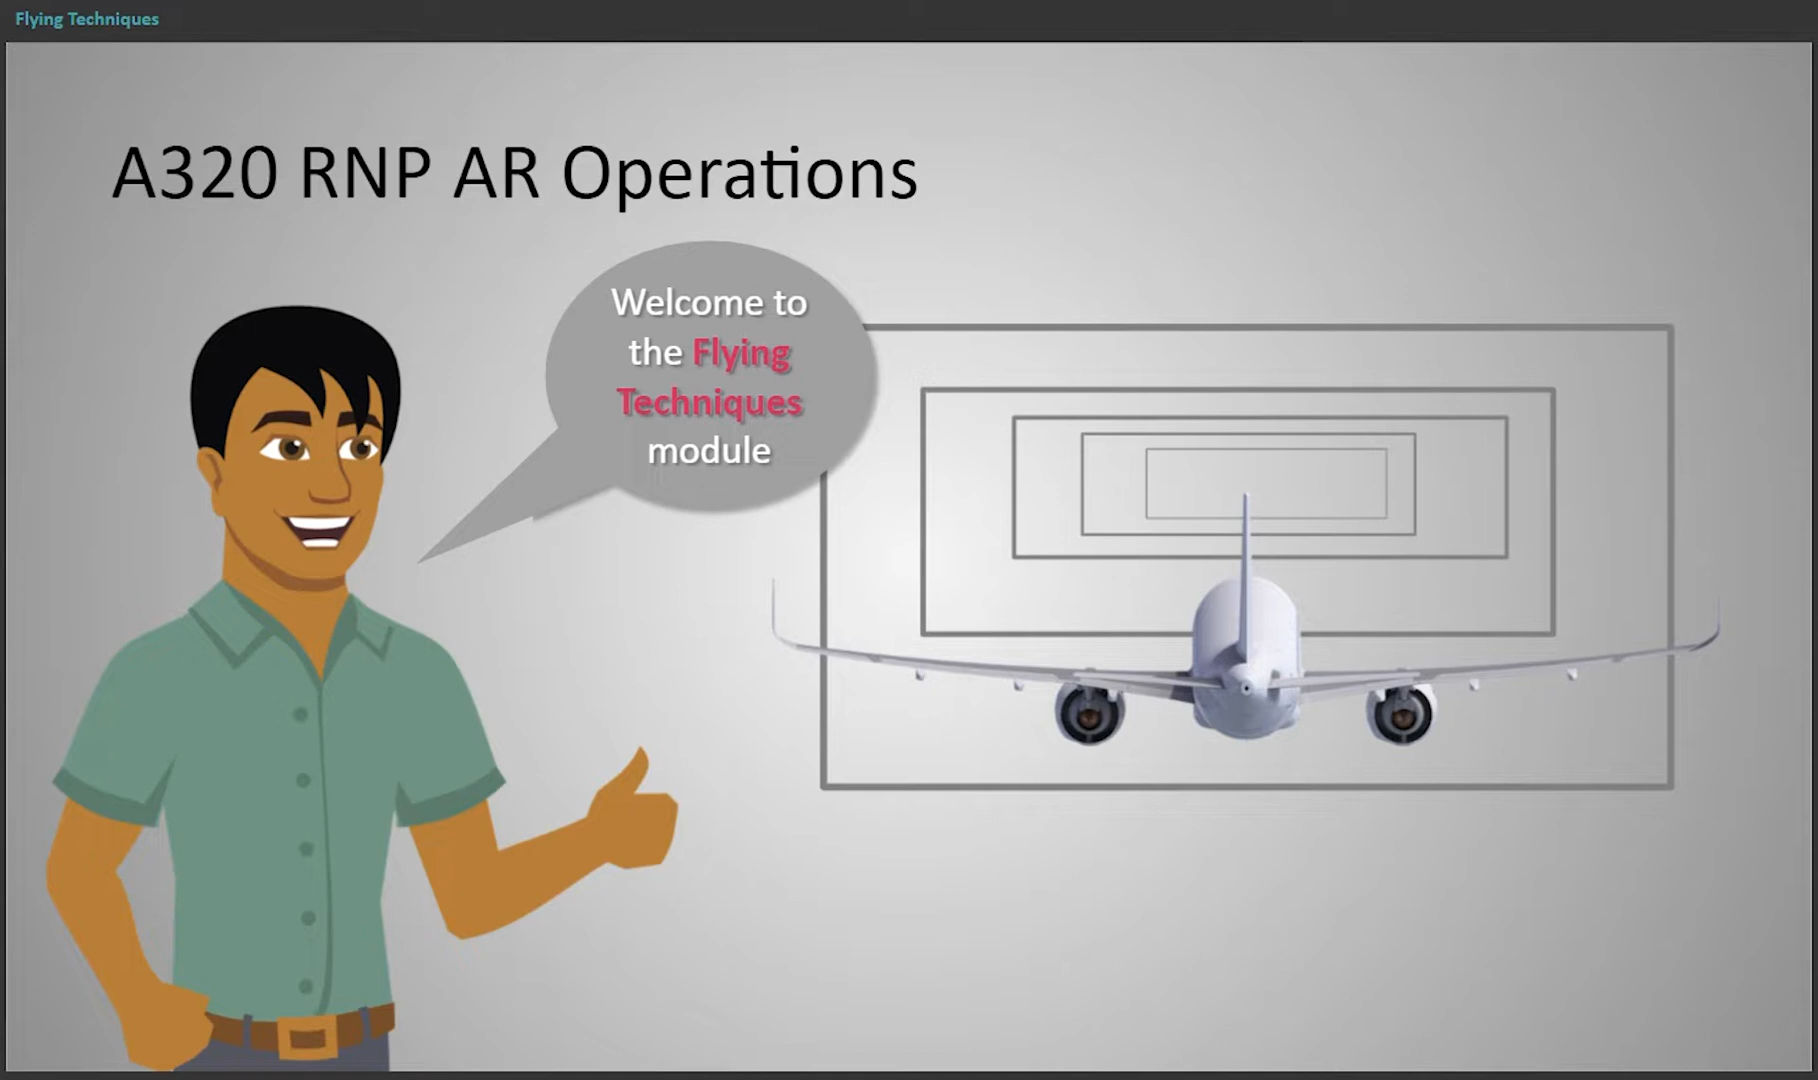 Flying Techniques
A320 RNP AR Operations
Welcome to
the Flying
Techniques
module